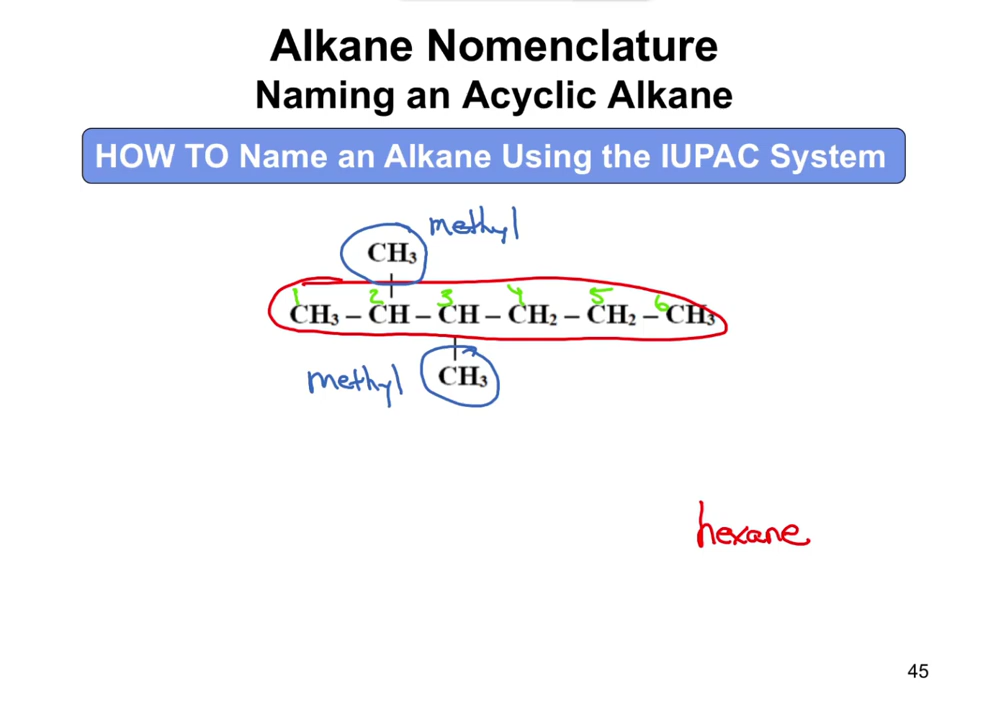 Alkane Nomenclature
Naming an Acyclic Alkane
HOW TO Name an Alkane Using the IUPAC System
methyl
CH₃
1 2 3 4 5 6
CH₃ – CH – CH – CH₂ – CH₂ – CH₃
methyl CH₃
hexane
45